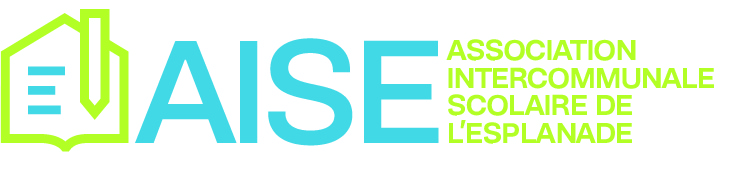 AISE
ASSOCIATION
INTERCOMMUNALE
SCOLAIRE DE
L'ESPLANADE